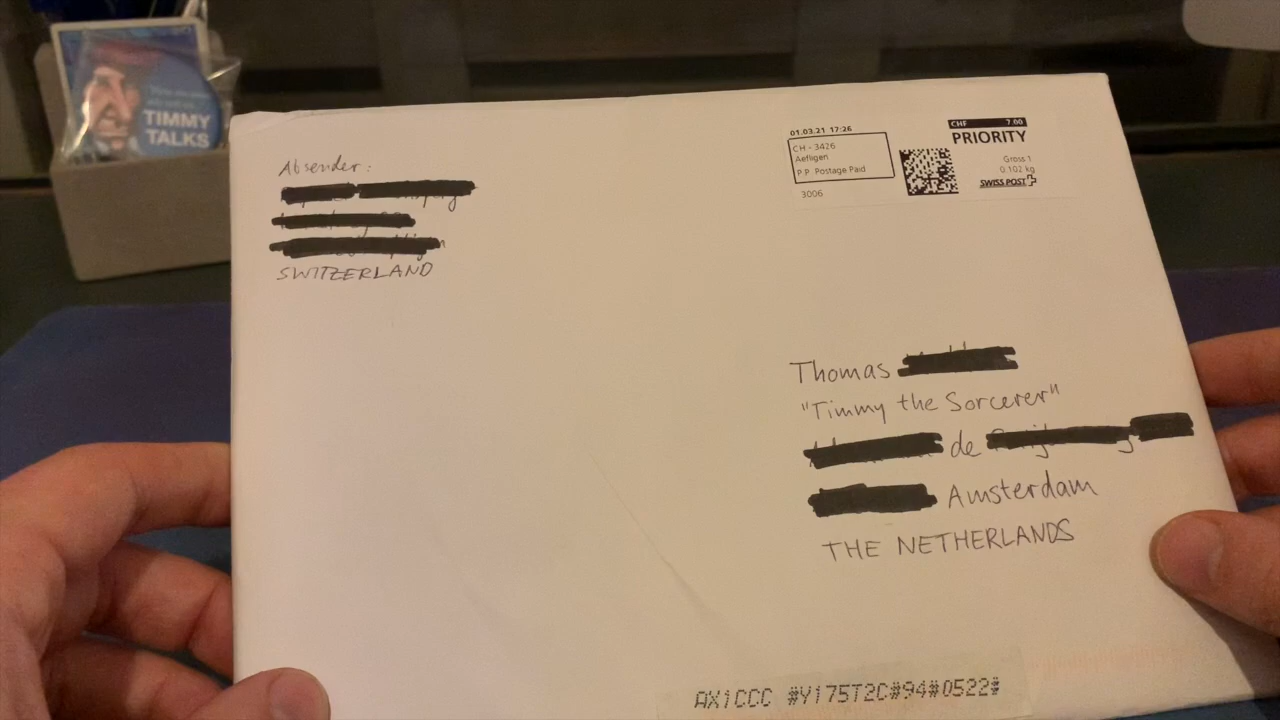 TIMMY
TALKS
Absender:
SWITZERLAND
01.03.21 17:26
CH - 3426
Aefligen
P.P. Postage Paid
3006
CHF 7.00
PRIORITY
Gross 1
0.102 kg
SWISS POST
Thomas
"Timmy the Sorcerer"
de
Amsterdam
THE NETHERLANDS
AX1CCC #Y175T2C#94#0522#